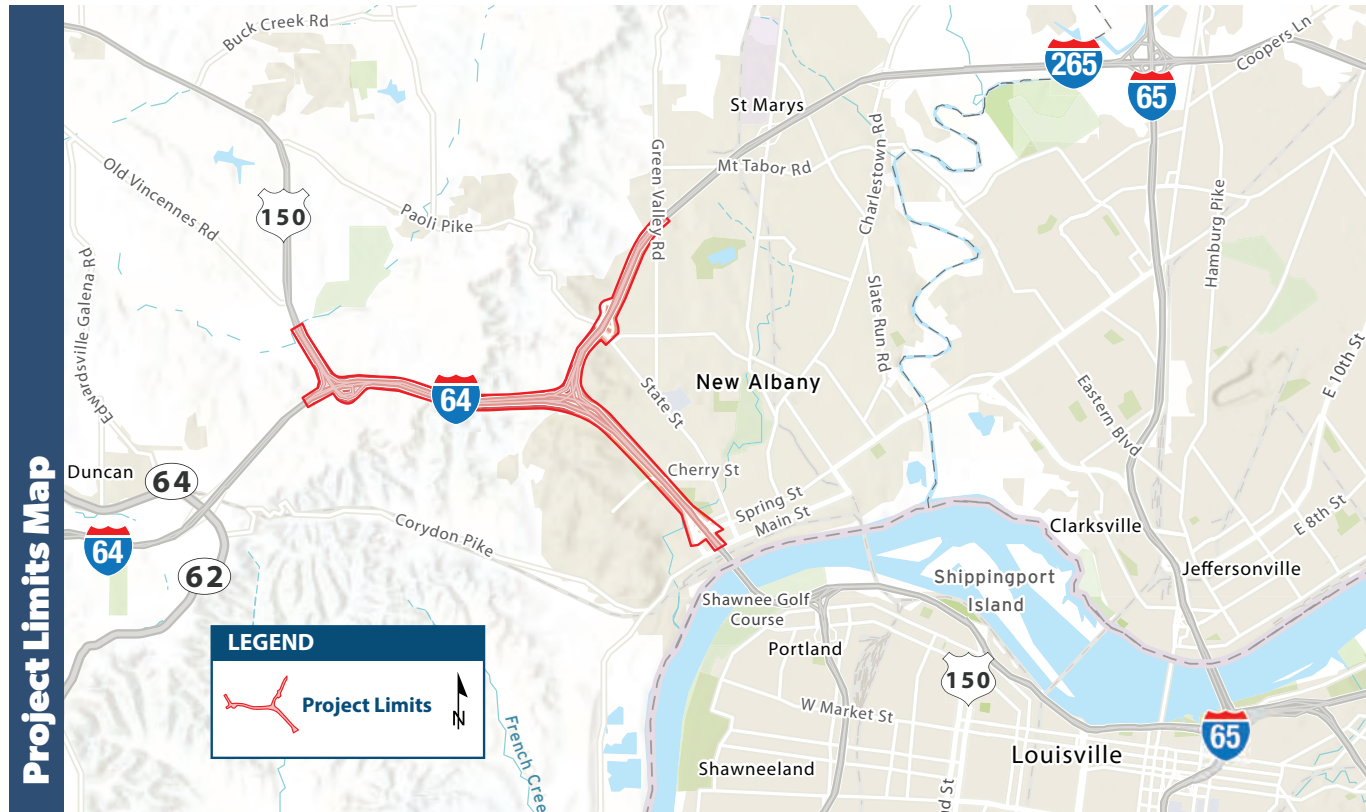 Project Limits Map
Buck Creek Rd
265
65
Coopers Ln
St Marys
Old Vincennes Rd
150
Paoli Pike
Green Valley Rd
Mt Tabor Rd
Charlestown Rd
Hamburg Pike
Edwardsville Galena Rd
Slate Run Rd
64
New Albany
State St
Eastern Blvd
E 10th St
Duncan
64
Cherry St
Spring St
Main St
64
Corydon Pike
62
E 8th St
Clarksville
Jeffersonville
Shippingport
Island
Shawnee Golf
Course
Portland
150
W Market St
65
Louisville
Shawneeland
d St
French Cree
LEGEND
Project Limits
N